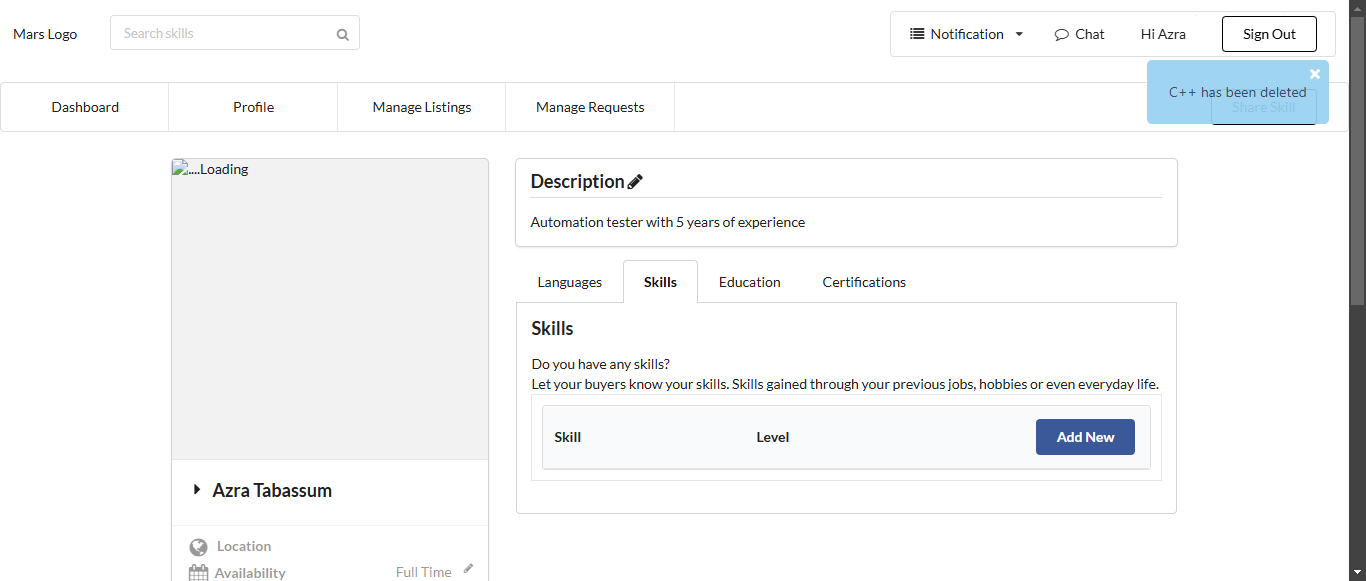 Mars Logo
Search skills
Notification
Chat
Hi Azra
Sign Out
C++ has been deleted
Dashboard
Profile
Manage Listings
Manage Requests
Share Skill
....Loading
Description
Automation tester with 5 years of experience
Languages
Skills
Education
Certifications
Skills
Do you have any skills?
Let your buyers know your skills. Skills gained through your previous jobs, hobbies or even everyday life.
Skill
Level
Add New
Azra Tabassum
Location
Availability
Full Time